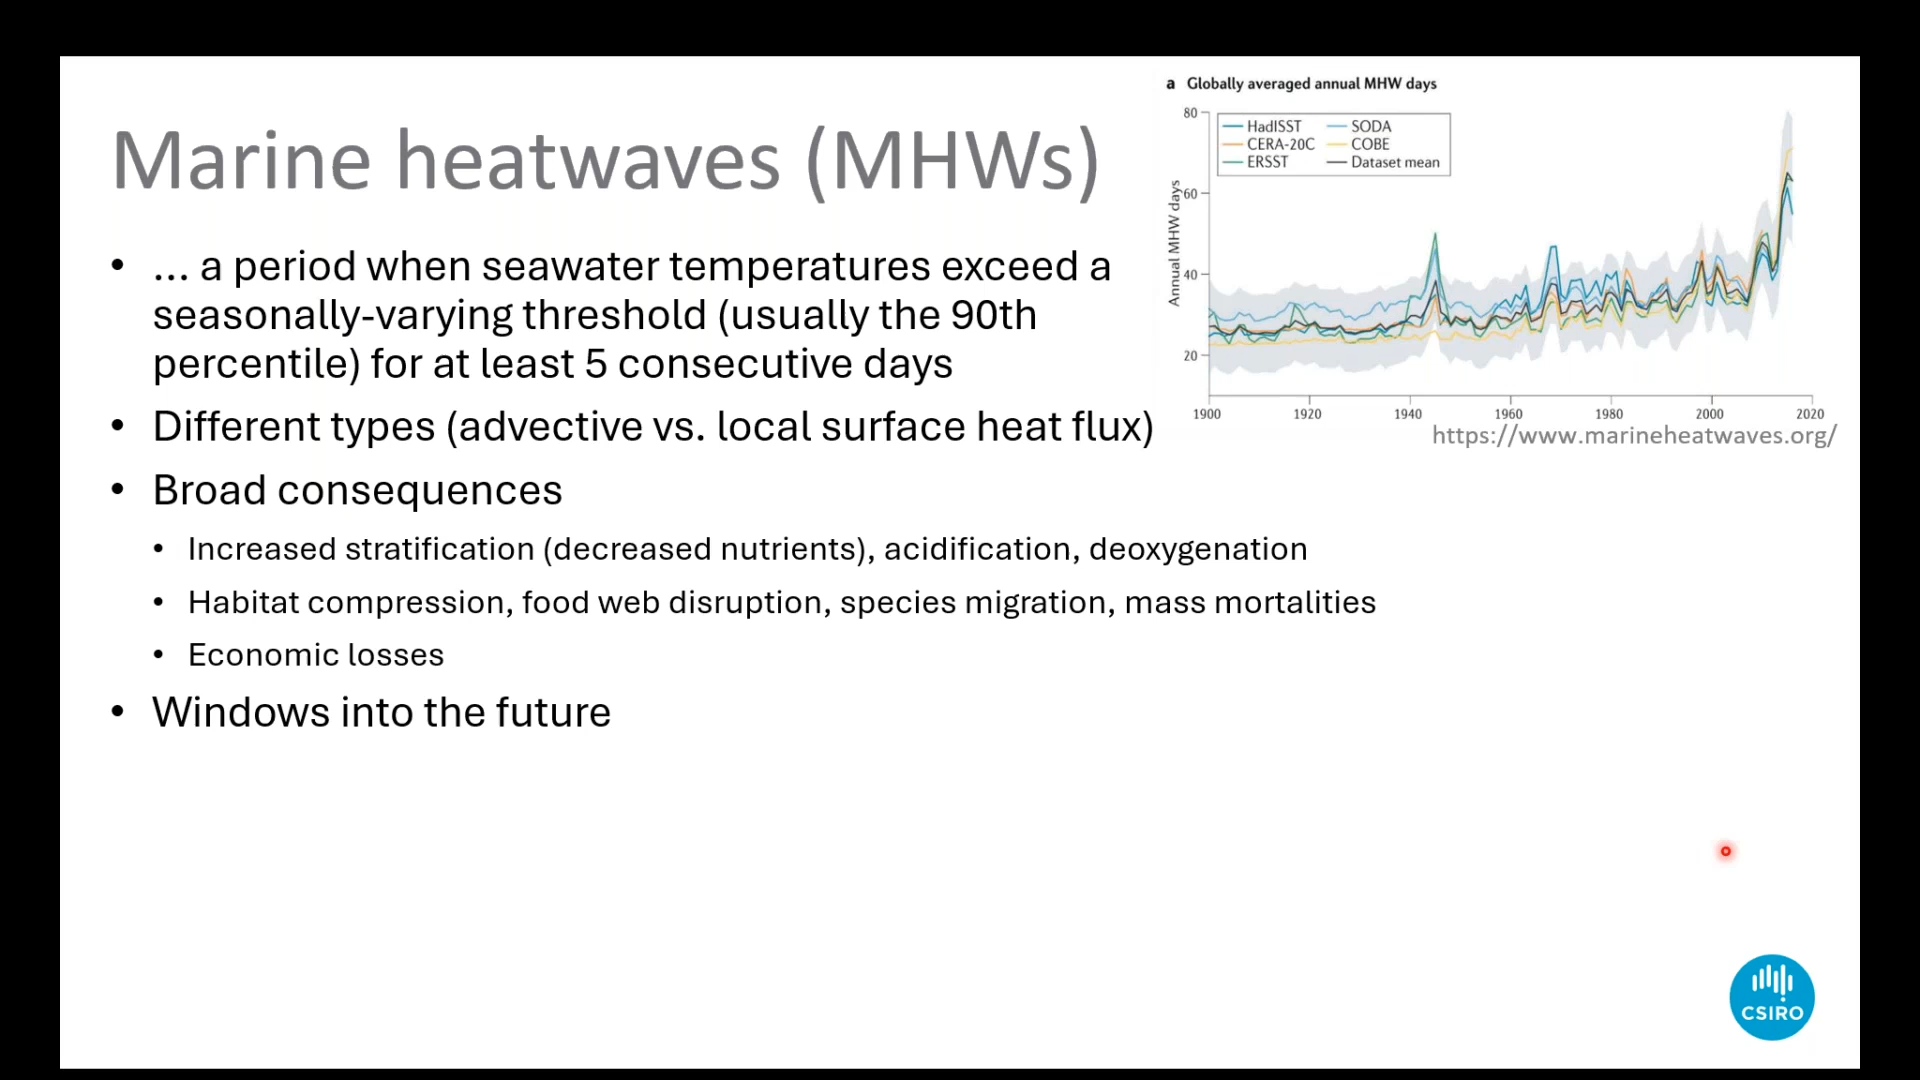 Marine heatwaves (MHWs)
• ... a period when seawater temperatures exceed a
seasonally-varying threshold (usually the 90th
percentile) for at least 5 consecutive days
• Different types (advective vs. local surface heat flux)
• Broad consequences
• Increased stratification (decreased nutrients), acidification, deoxygenation
• Habitat compression, food web disruption, species migration, mass mortalities
• Economic losses
• Windows into the future
a Globally averaged annual MHW days
HadISST SODA
CERA-20C COBE
ERSST Dataset mean
Annual MHW days
80
60
40
20
1900 1920 1940 1960 1980 2000 2020
https://www.marineheatwaves.org/
CSIRO